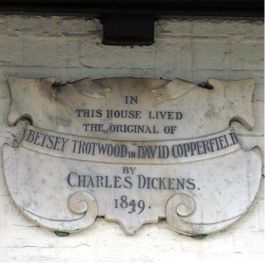 IN
THIS HOUSE LIVED
THE ORIGINAL OF
BETSEY TROTWOOD IN "DAVID COPPERFIELD"
BY
CHARLES DICKENS.
1849.